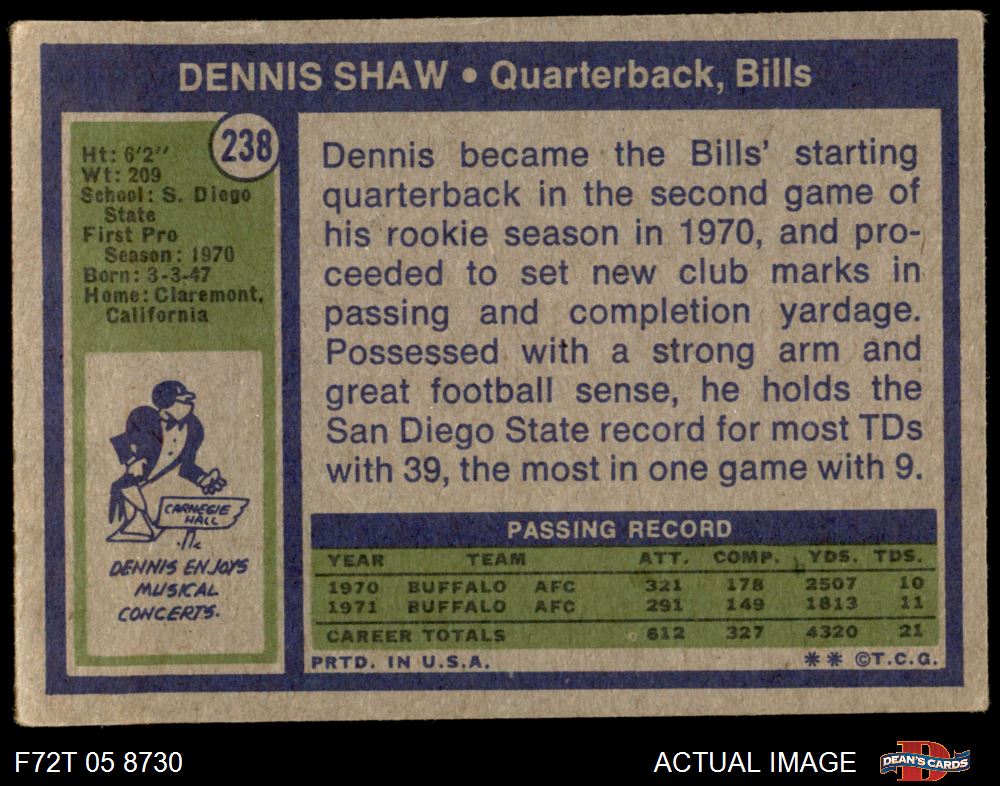 DENNIS SHAW • Quarterback, Bills
238
Ht: 6'2''
Wt: 209
School: S. Diego
State
First Pro
Season: 1970
Born: 3-3-47
Home: Claremont,
California
CARNEGIE
HALL
DENNIS ENJOYS
MUSICAL
CONCERTS.
Dennis became the Bills' starting
quarterback in the second game of
his rookie season in 1970, and pro-
ceeded to set new club marks in
passing and completion yardage.
Possessed with a strong arm and
great football sense, he holds the
San Diego State record for most TDs
with 39, the most in one game with 9.
PASSING RECORD
YEAR TEAM ATT. COMP. YDS. TDS.
1970 BUFFALO AFC 321 178 2507 10
1971 BUFFALO AFC 291 149 1813 11
CAREER TOTALS 612 327 4320 21
PRTD. IN U.S.A. ** ©T.C.G.
F72T 05 8730 ACTUAL IMAGE DEAN'S CARDS